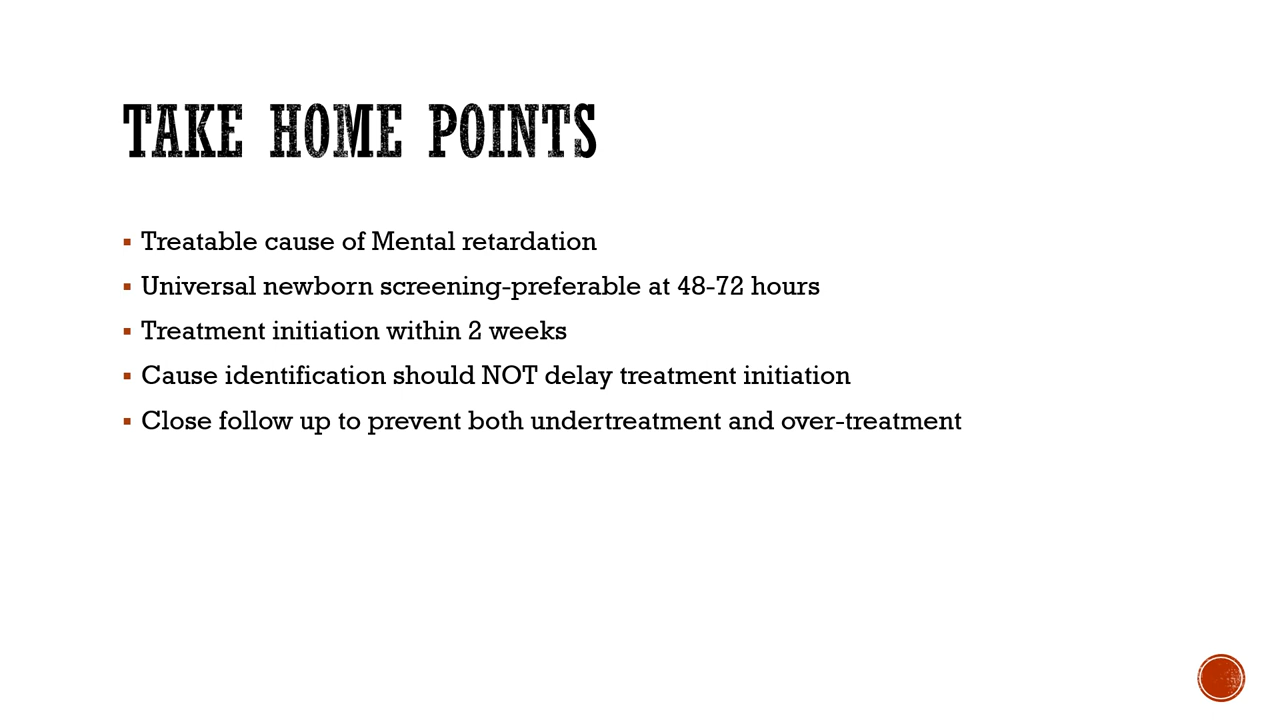 TAKE HOME POINTS
▪ Treatable cause of Mental retardation
▪ Universal newborn screening-preferable at 48-72 hours
▪ Treatment initiation within 2 weeks
▪ Cause identification should NOT delay treatment initiation
▪ Close follow up to prevent both undertreatment and over-treatment